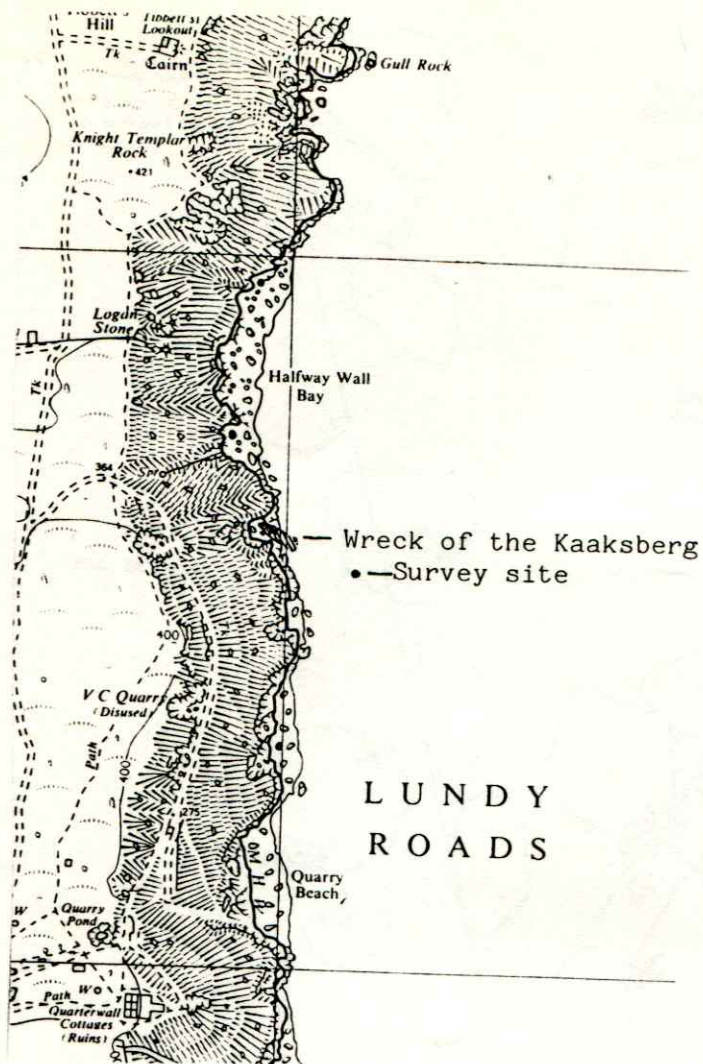 Hill
Lookout
Tk
Cairn
Gull Rock
Knight Templar
Rock
421
Logan
Stone
Tk
Halfway Wall
Bay
Spr
364
Wreck of the Kaaksberg
Survey site
400
V C Quarry
(Disused)
Path
400
275
LUNDY
ROADS
M H
Quarry
Beach
W
Quarry
Pond
W
Path
Quarterwall
Cottages
(Ruins)